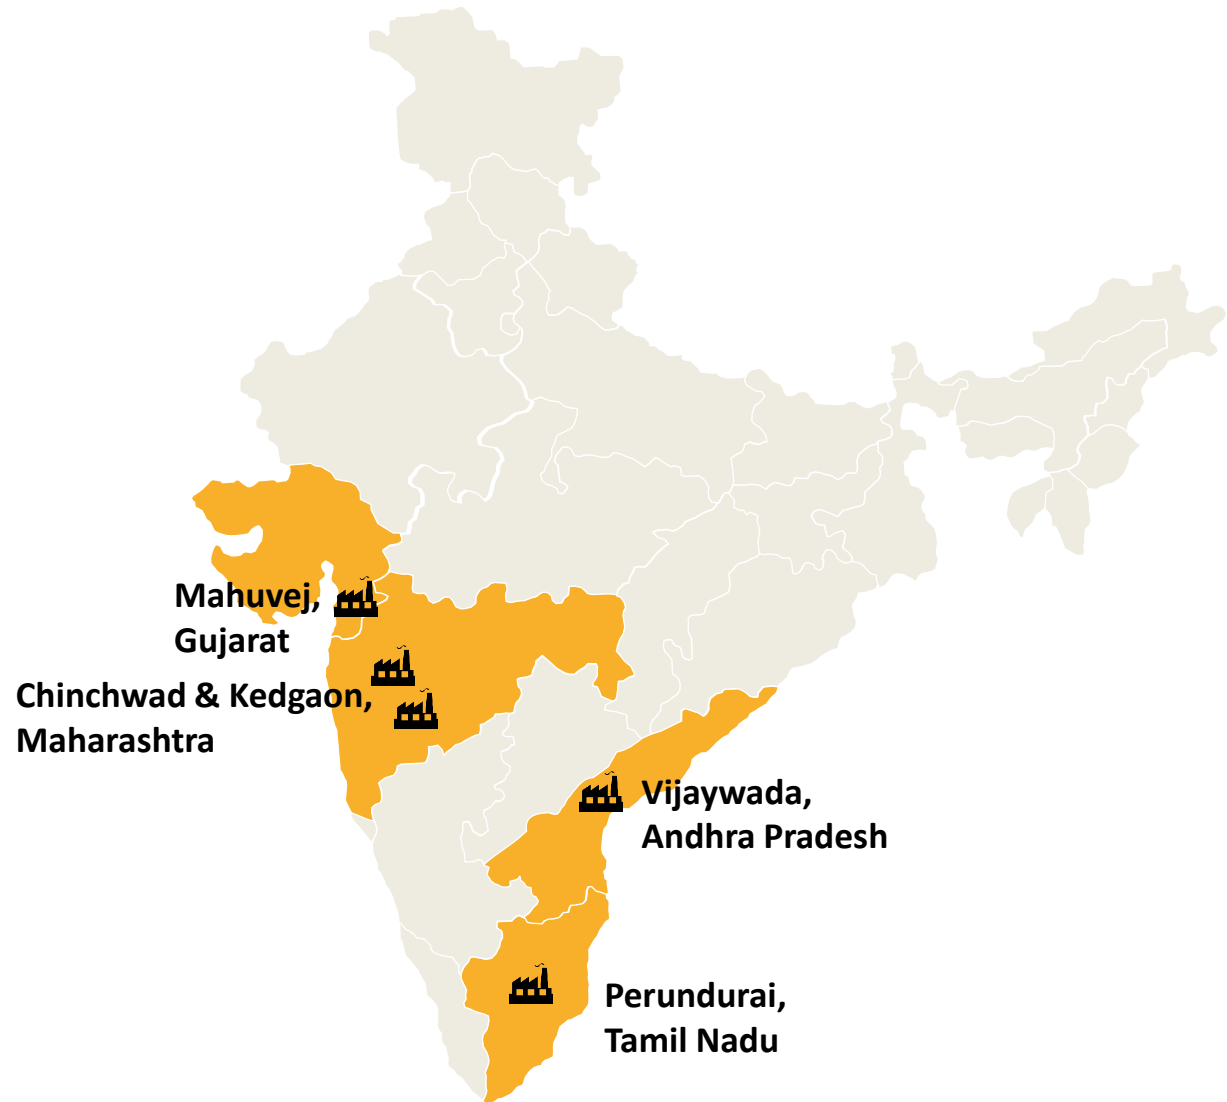 Mahuvej,
Gujarat
Chinchwad & Kedgaon,
Maharashtra
Vijaywada,
Andhra Pradesh
Perundurai,
Tamil Nadu